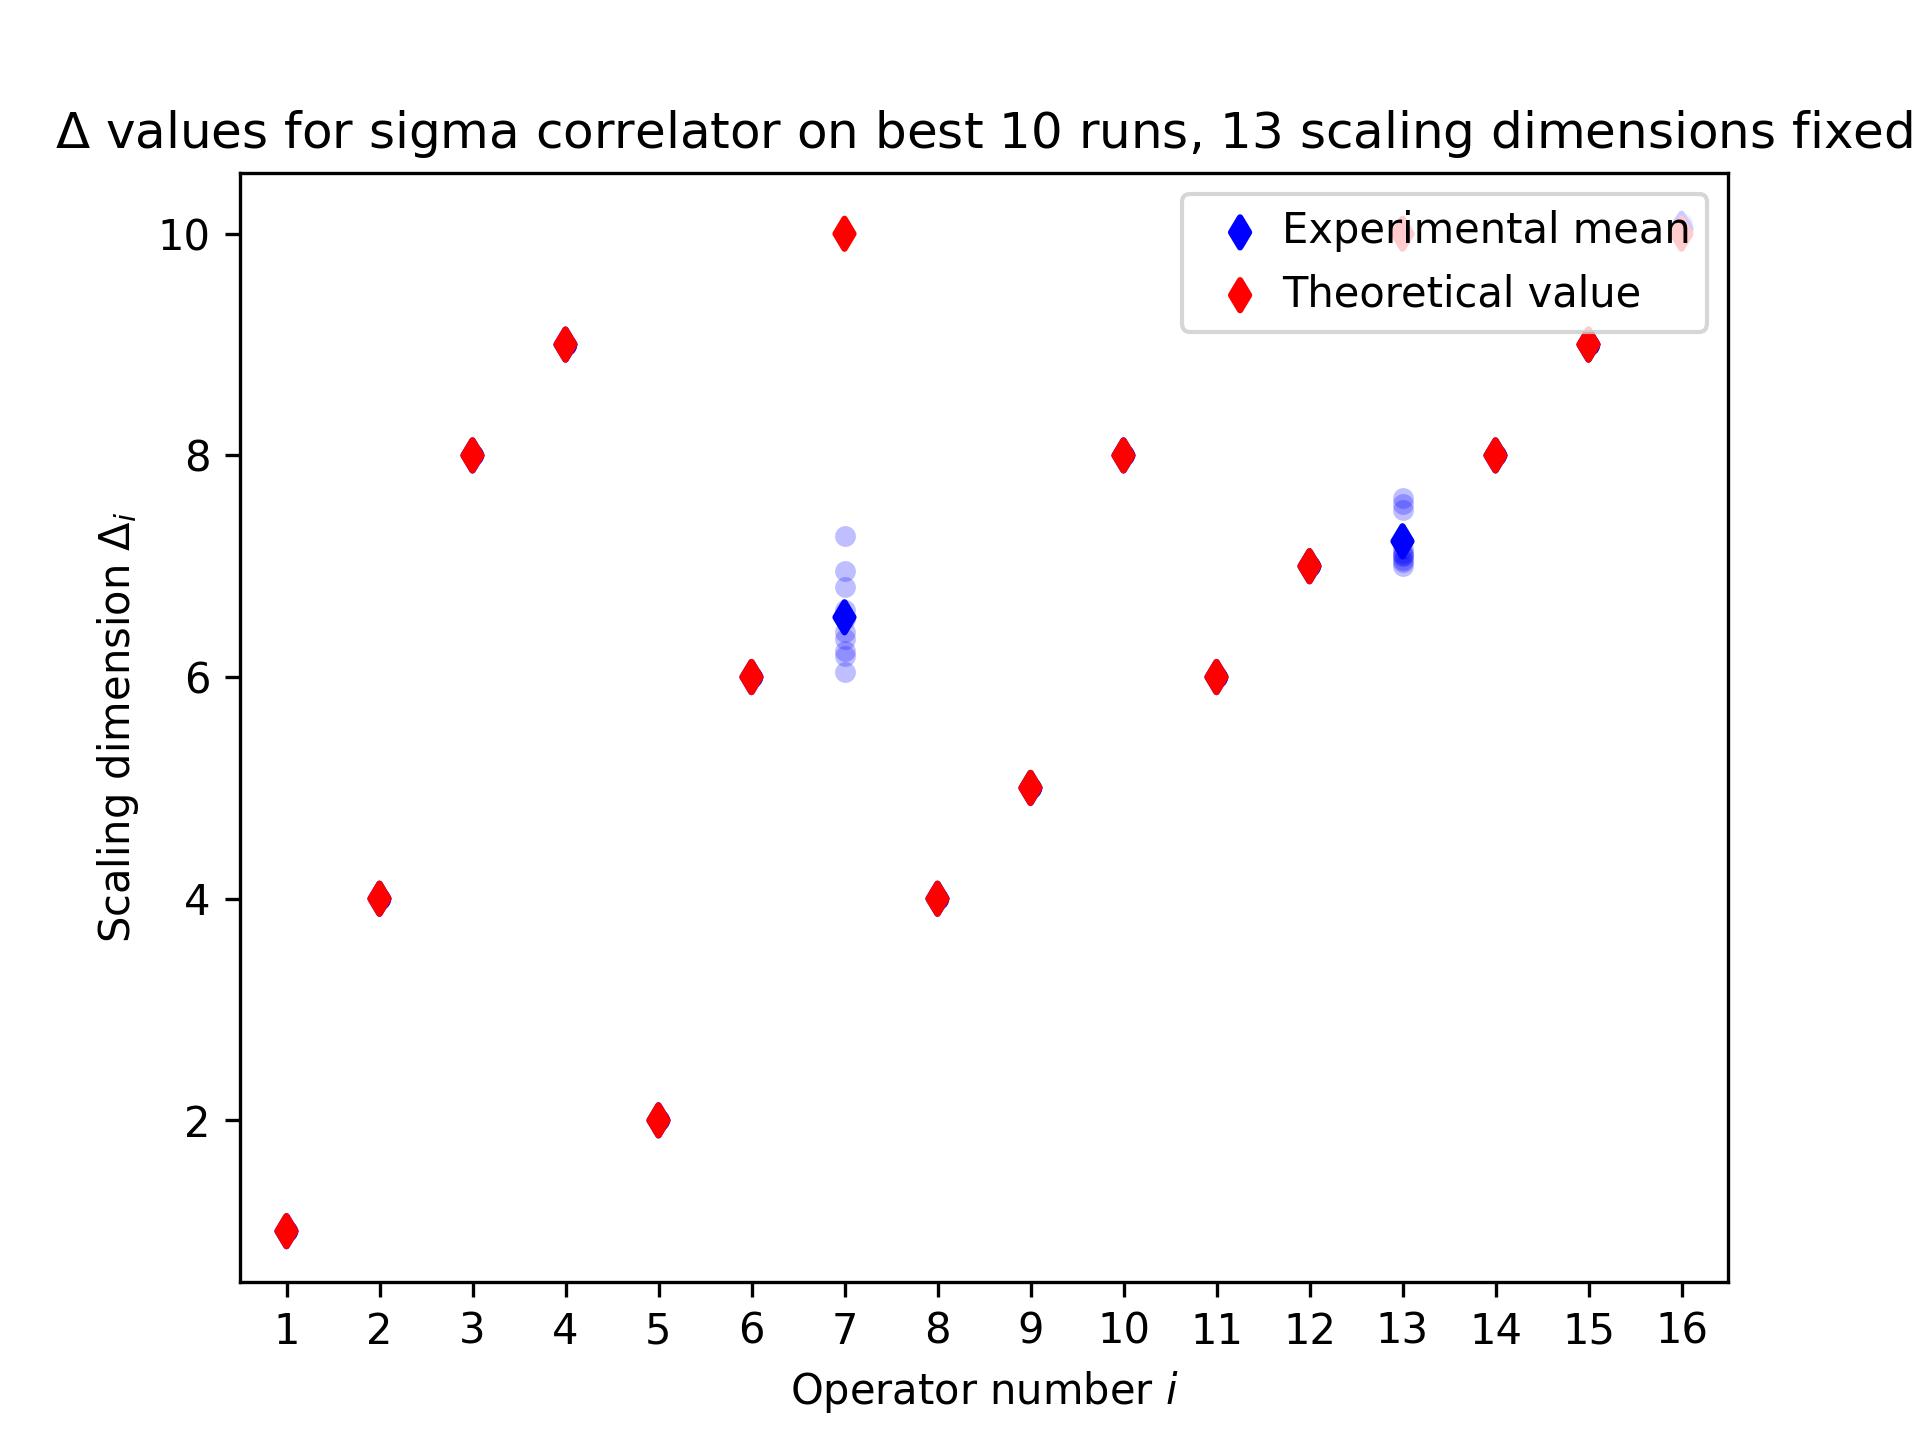 Δ values for sigma correlator on best 10 runs, 13 scaling dimensions fixed
Experimental mean
Theoretical value
10
8
6
4
2
Scaling dimension Δi
1 2 3 4 5 6 7 8 9 10 11 12 13 14 15 16
Operator number i